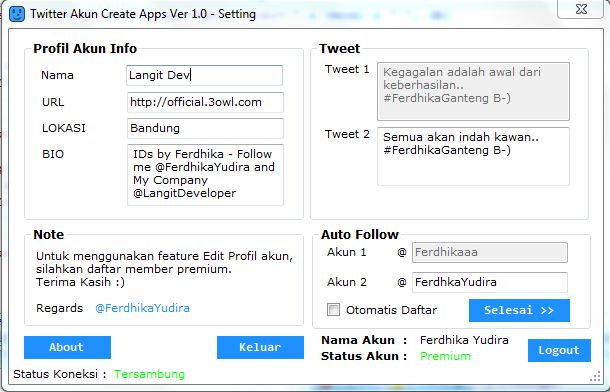 Twitter Akun Create Apps Ver 1.0 - Setting
Profil Akun Info
Nama
Langit Dev
URL
http://official.3owl.com
LOKASI
Bandung
BIO
IDs by Ferdhika - Follow
me @FerdhikaYudira and
My Company
@LangitDeveloper
Tweet
Tweet 1
Kegagalan adalah awal dari
keberhasilan..
#FerdhikaGanteng B-)
Tweet 2
Semua akan indah kawan..
#FerdhikaGanteng B-)
Note
Untuk menggunakan feature Edit Profil akun,
silahkan daftar member premium.
Terima Kasih :)
Regards @FerdhikaYudira
Auto Follow
Akun 1 @ Ferdhikaaa
Akun 2 @ FerdhkaYudira
Otomatis Daftar
Selesai >>
About
Keluar
Nama Akun : Ferdhika Yudira
Status Akun : Premium
Logout
Status Koneksi : Tersambung